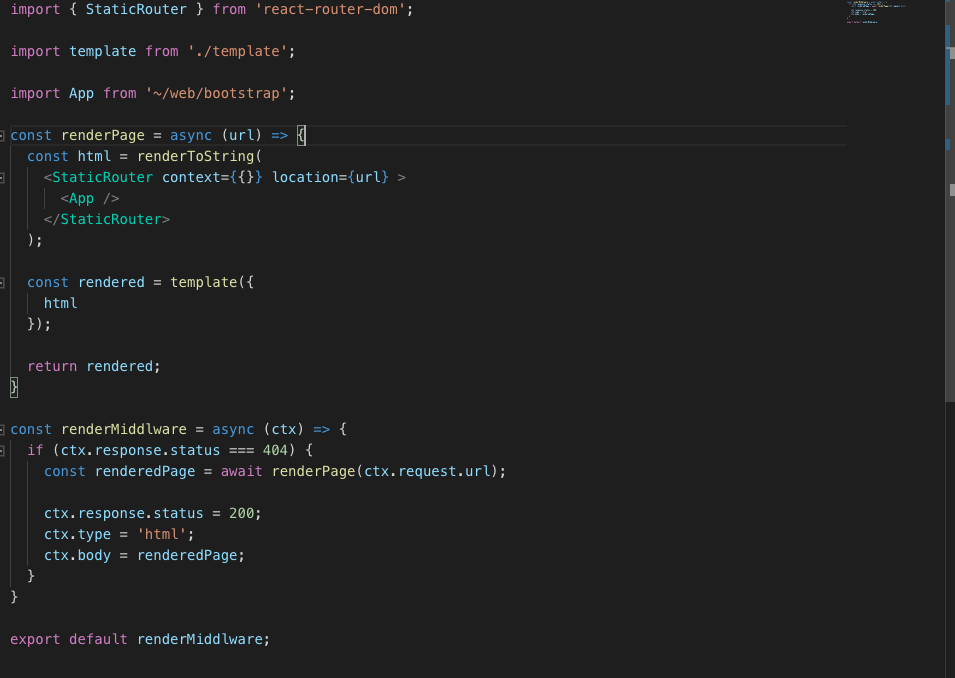 import { StaticRouter } from 'react-router-dom';
import template from './template';
import App from '~/web/bootstrap';
const renderPage = async (url) => {
const html = renderToString(
<StaticRouter context={{}} location={url} >
<App />
</StaticRouter>
);
const rendered = template({
html
});
return rendered;
}
const renderMiddlware = async (ctx) => {
if (ctx.response.status === 404) {
const renderedPage = await renderPage(ctx.request.url);
ctx.response.status = 200;
ctx.type = 'html';
ctx.body = renderedPage;
}
}
export default renderMiddlware;